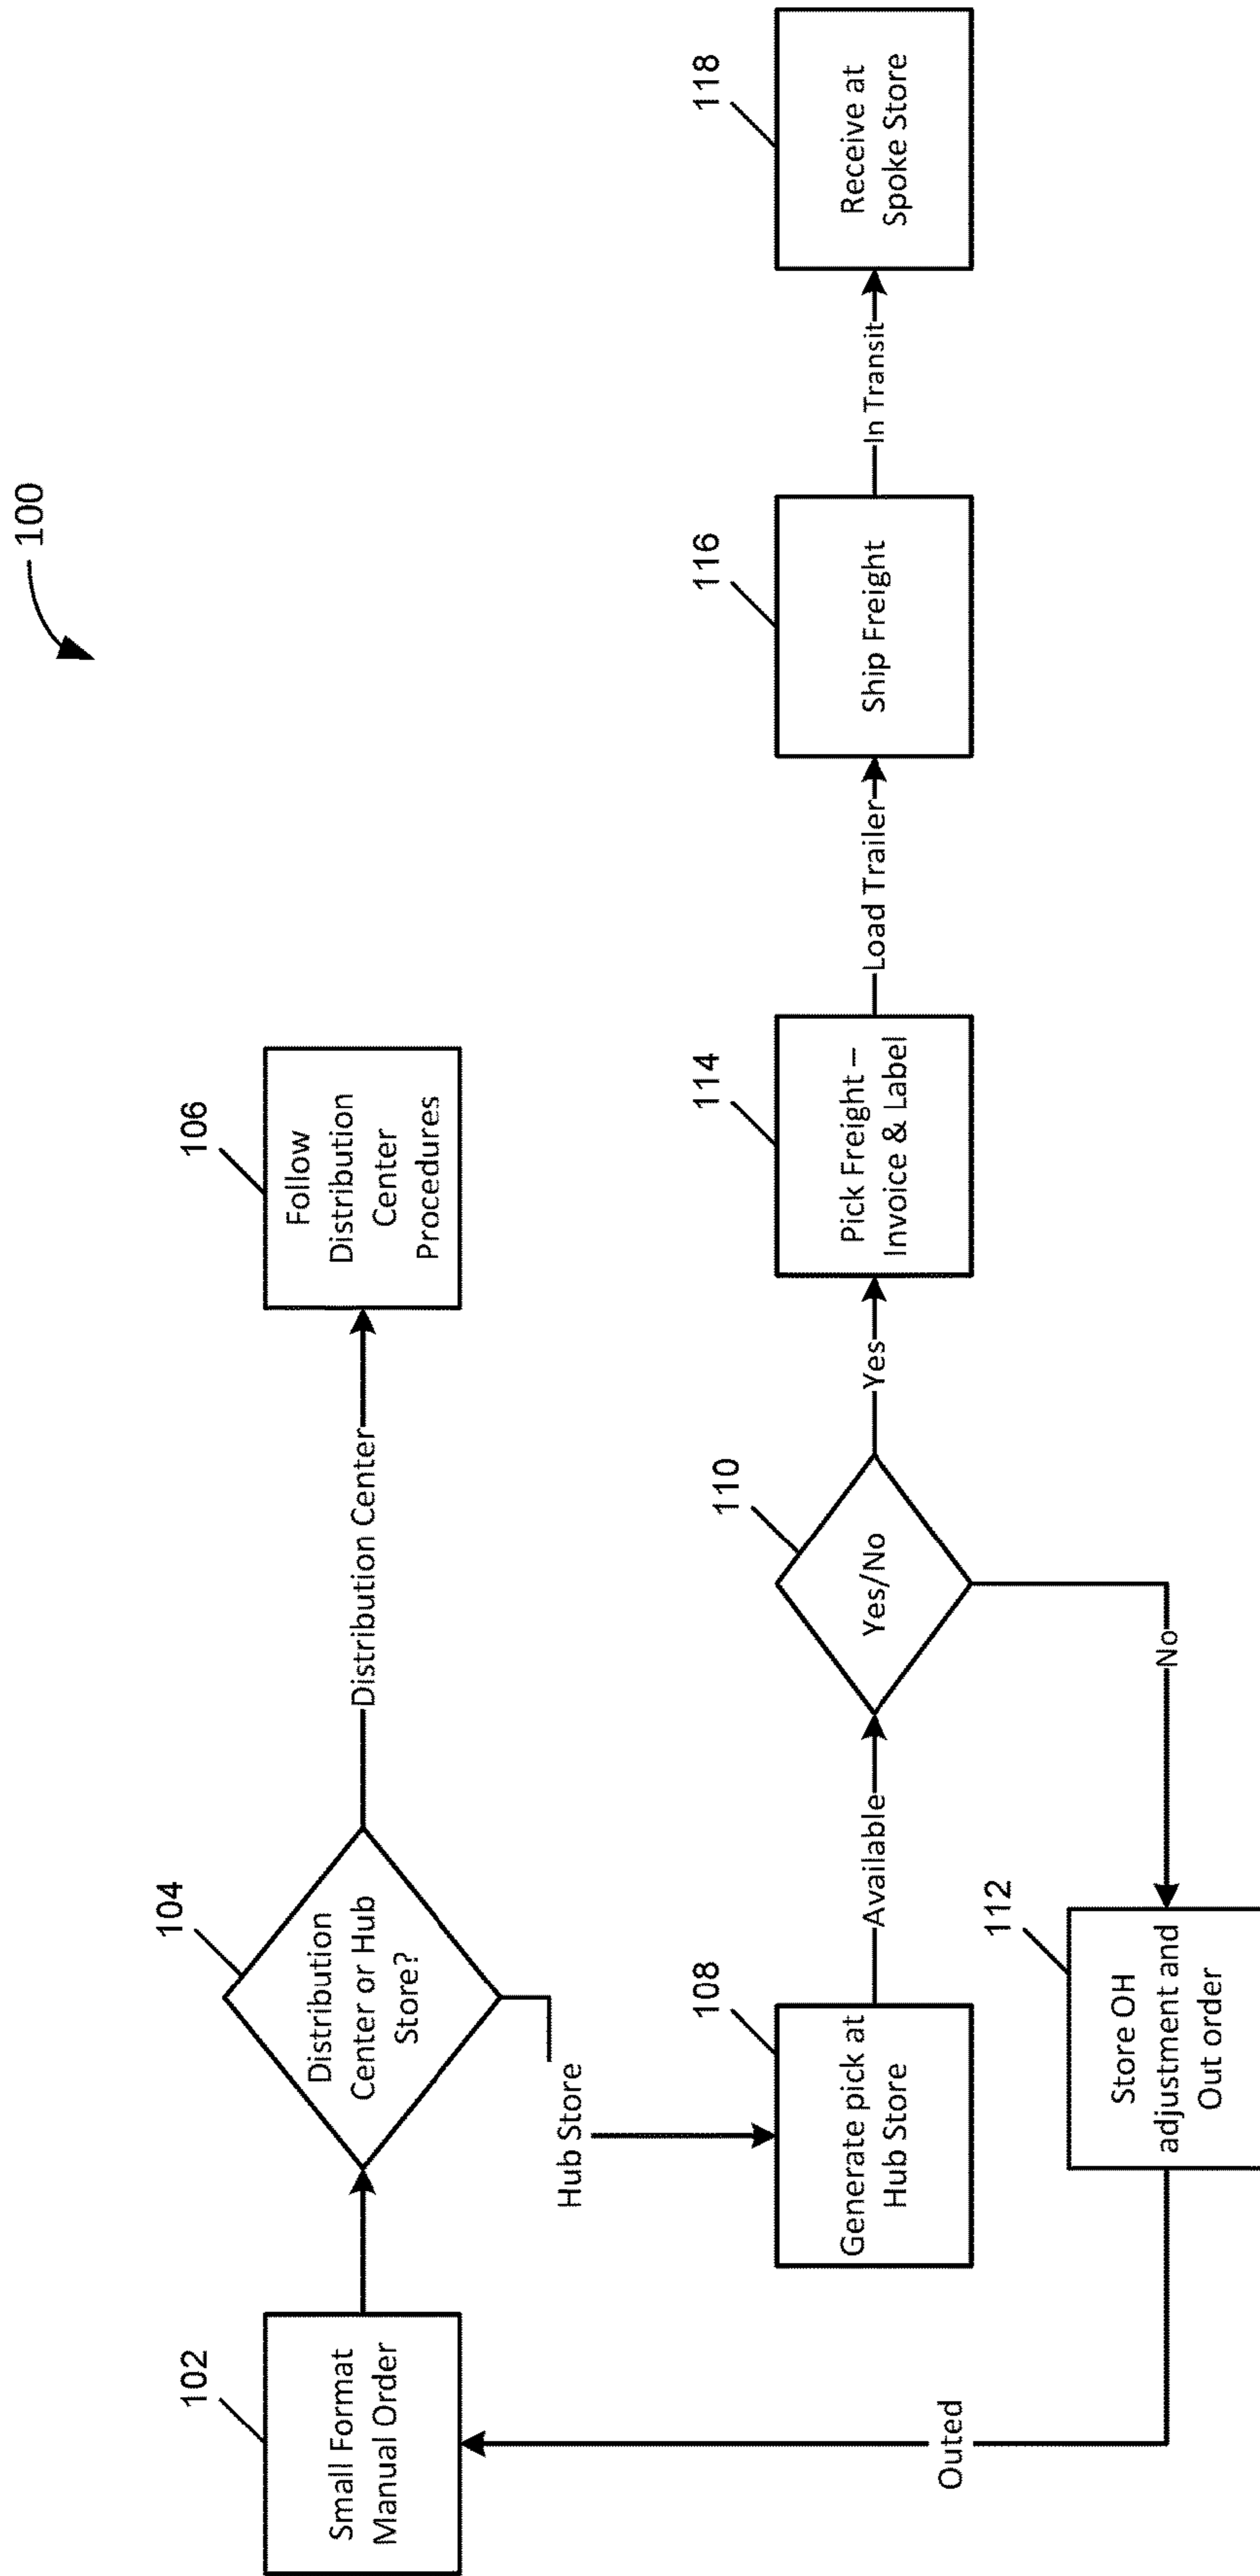 100
102
Small Format
Manual Order
104
Distribution
Center or Hub
Store?
Distribution Center
106
Follow
Distribution
Center
Procedures
Hub Store
108
Generate pick at
Hub Store
Available
110
Yes/No
Yes
114
Pick Freight –
Invoice & Label
Load Trailer
116
Ship Freight
In Transit
118
Receive at
Spoke Store
No
112
Store OH
adjustment and
Out order
Outed